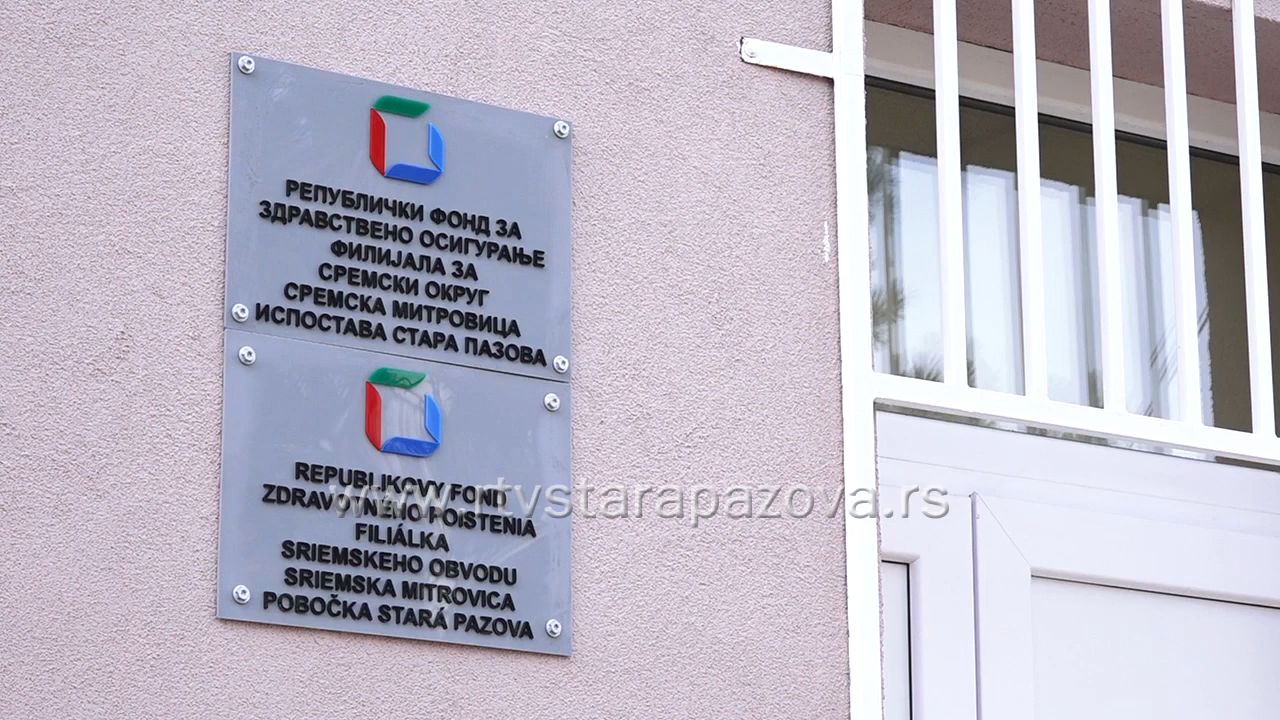 РЕПУБЛИЧКИ ФОНД ЗА
ЗДРАВСТВЕНО ОСИГУРАЊЕ
ФИЛИЈАЛА ЗА
СРЕМСКИ ОКРУГ
СРЕМСКА МИТРОВИЦА
ИСПОСТАВА СТАРА ПАЗОВА
REPUBLIKOVY FOND
ZDRAVOTNÉHO POISTENIA
FILIÁLKA
SRIEMSKEHO OBVODU
SRIEMSKA MITROVICA
POBOČKA STARÁ PAZOVA
www.rtvstarapazova.rs